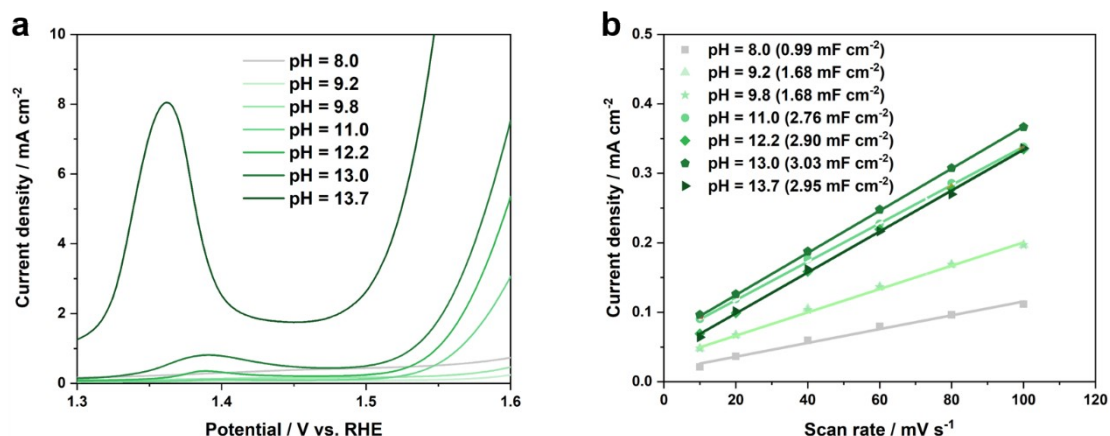 a
10
8
6
4
2
0
Current density / mA cm⁻²
pH = 8.0
pH = 9.2
pH = 9.8
pH = 11.0
pH = 12.2
pH = 13.0
pH = 13.7
1.3 1.4 1.5 1.6
Potential / V vs. RHE
b
0.5
0.4
0.3
0.2
0.1
0.0
Current density / mA cm⁻²
pH = 8.0 (0.99 mF cm⁻²)
pH = 9.2 (1.68 mF cm⁻²)
pH = 9.8 (1.68 mF cm⁻²)
pH = 11.0 (2.76 mF cm⁻²)
pH = 12.2 (2.90 mF cm⁻²)
pH = 13.0 (3.03 mF cm⁻²)
pH = 13.7 (2.95 mF cm⁻²)
0 20 40 60 80 100 120
Scan rate / mV s⁻¹